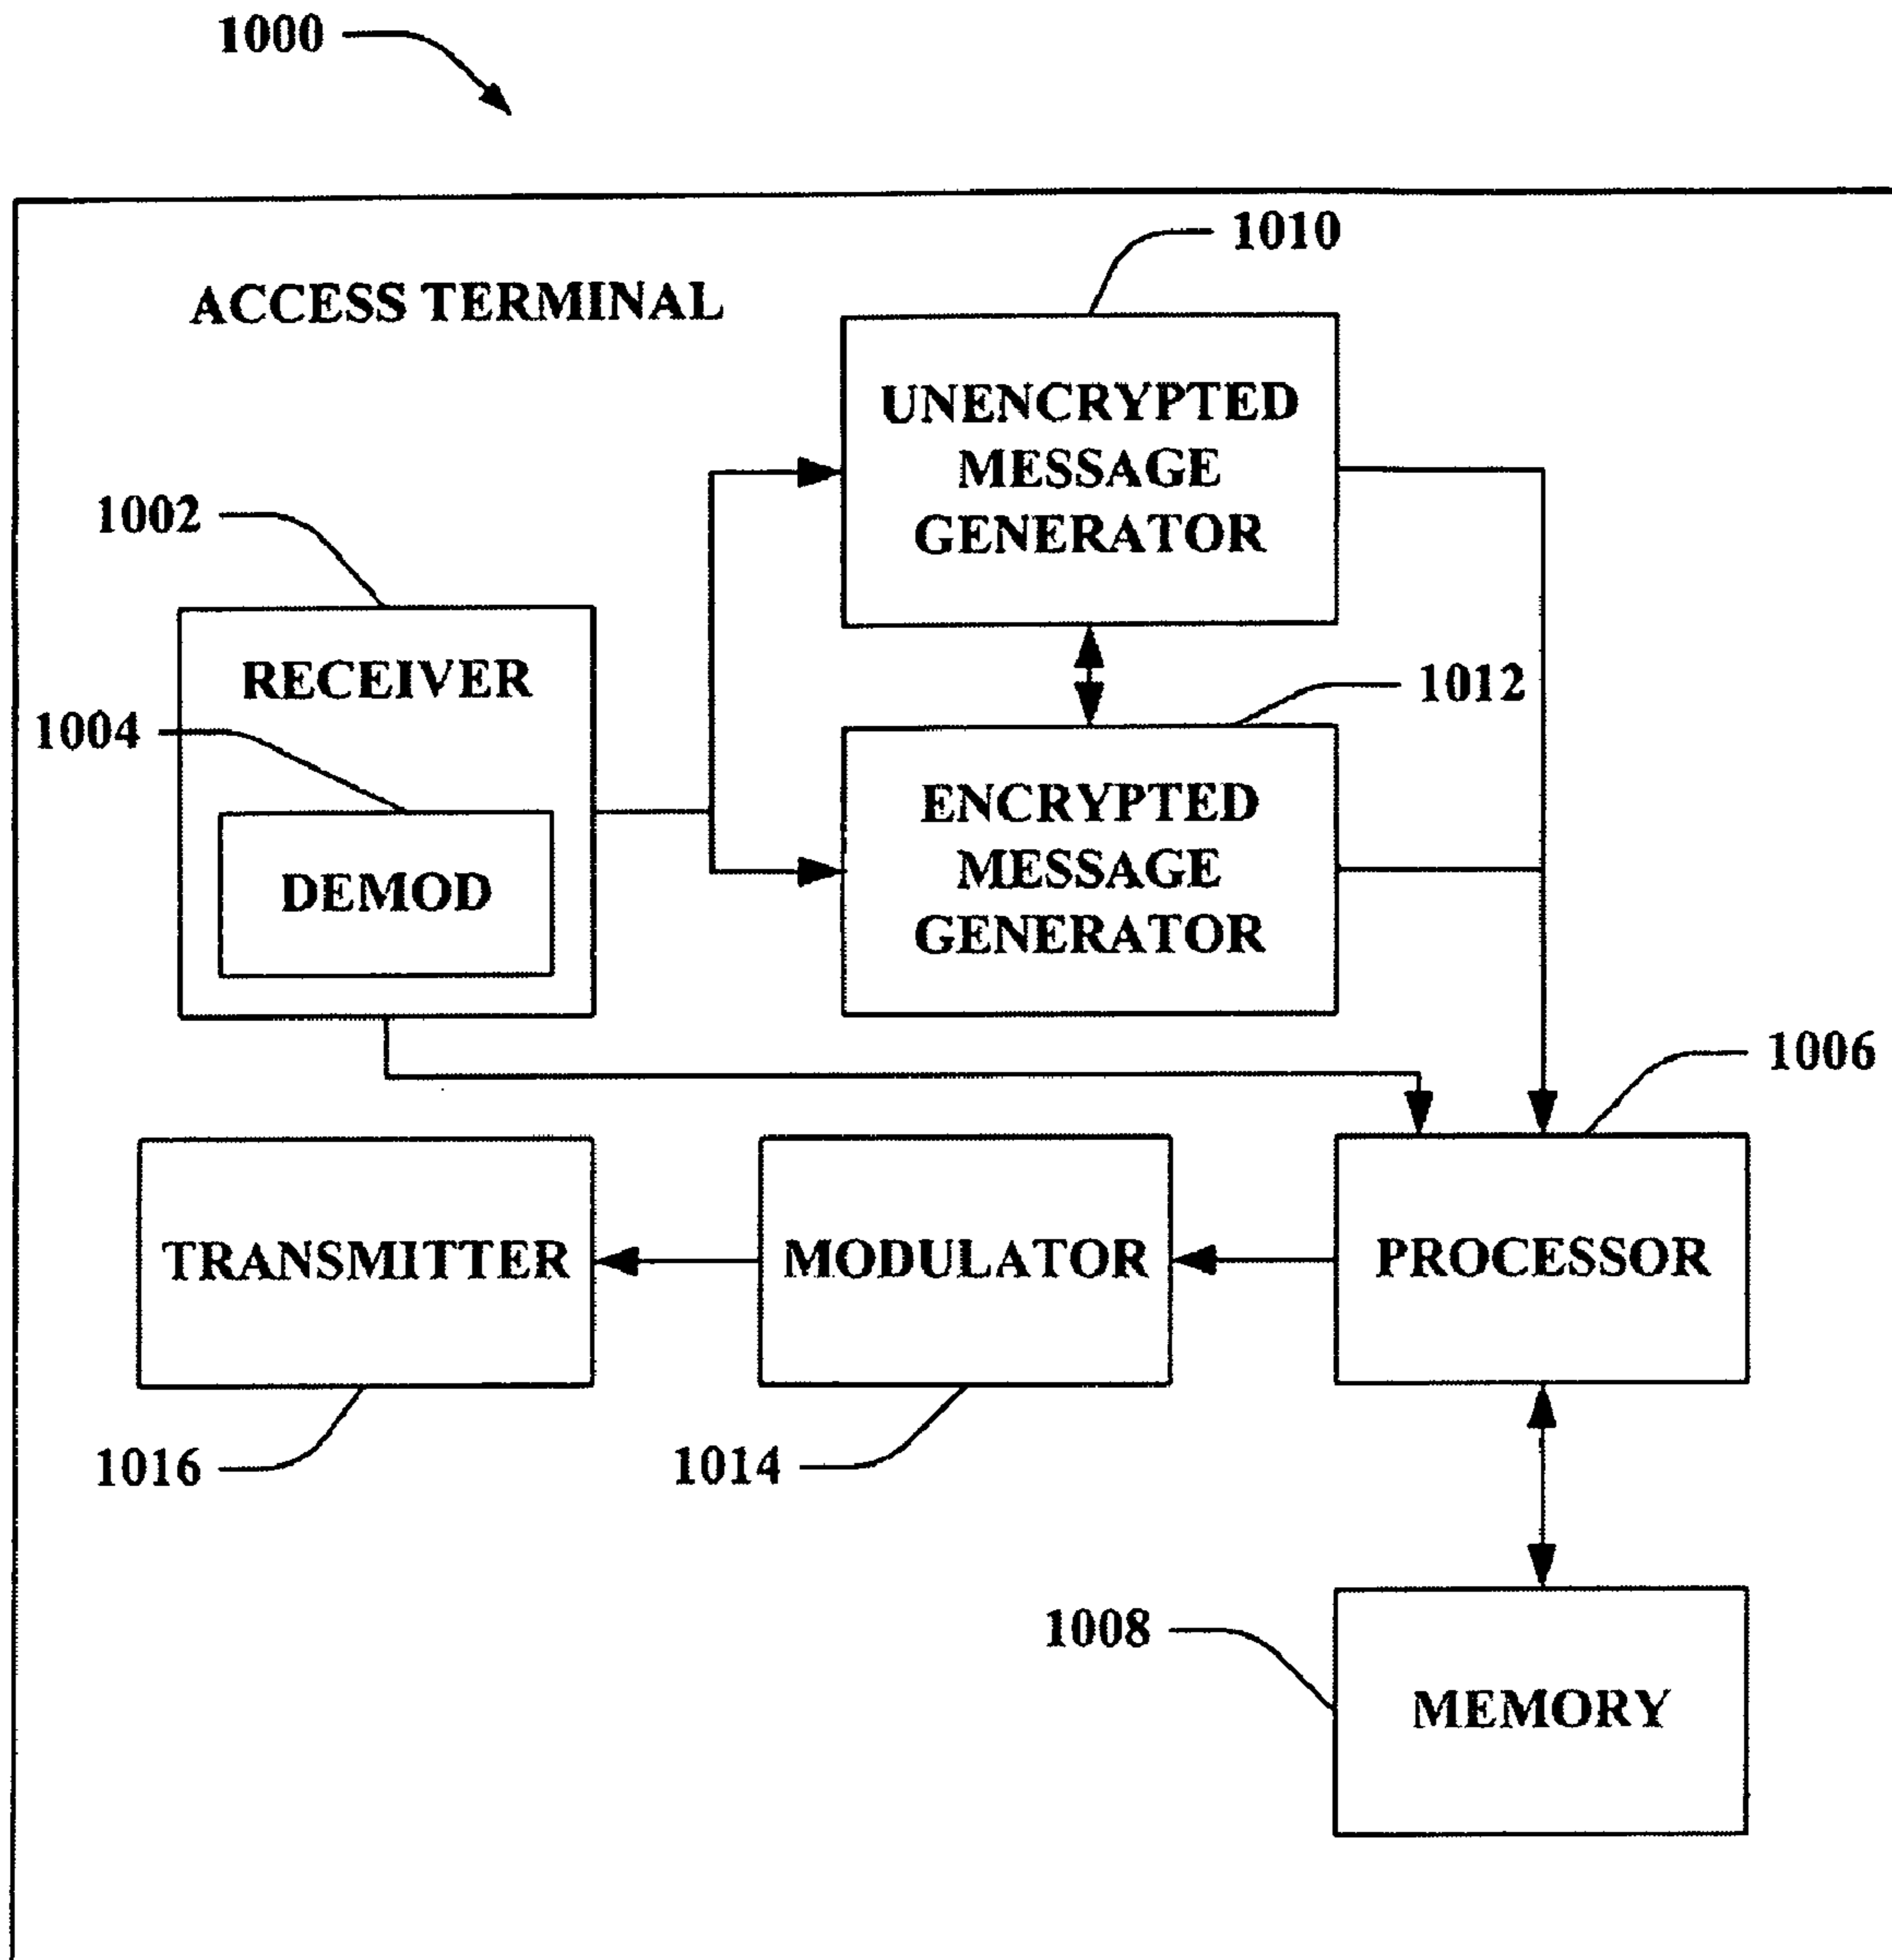 1000
1010
ACCESS TERMINAL
UNENCRYPTED
MESSAGE
GENERATOR
1002
RECEIVER
1012
1004
ENCRYPTED
MESSAGE
GENERATOR
DEMOD
1006
TRANSMITTER
MODULATOR
PROCESSOR
1016
1014
1008
MEMORY